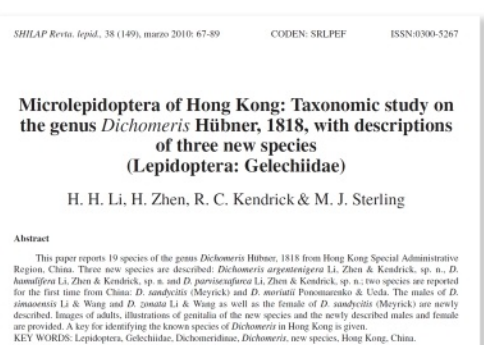 SHILAP Revta. lepid., 38 (149), marzo 2010: 67-89 CODEN: SRLPEF ISSN:0300-5267
Microlepidoptera of Hong Kong: Taxonomic study on
the genus Dichomeris Hübner, 1818, with descriptions
of three new species
(Lepidoptera: Gelechiidae)
H. H. Li, H. Zhen, R. C. Kendrick & M. J. Sterling
Abstract
This paper reports 19 species of the genus Dichomeris Hübner, 1818 from Hong Kong Special Administrative
Region, China. Three new species are described: Dichomeris argentenigera Li, Zhen & Kendrick, sp. n., D.
hamulifera Li, Zhen & Kendrick, sp. n. and D. parvisexafurca Li, Zhen & Kendrick, sp. n.; two species are reported
for the first time from China: D. sandycitis (Meyrick) and D. moriutii Ponomarenko & Ueda. The males of D.
simaoensis Li & Wang and D. zonata Li & Wang as well as the female of D. sandycitis (Meyrick) are newly
described. Images of adults, illustrations of genitalia of the new species and the newly described males and female
are provided. A key for identifying the known species of Dichomeris in Hong Kong is given.
KEY WORDS: Lepidoptera, Gelechiidae, Dichomeridinae, Dichomeris, new species, Hong Kong, China.